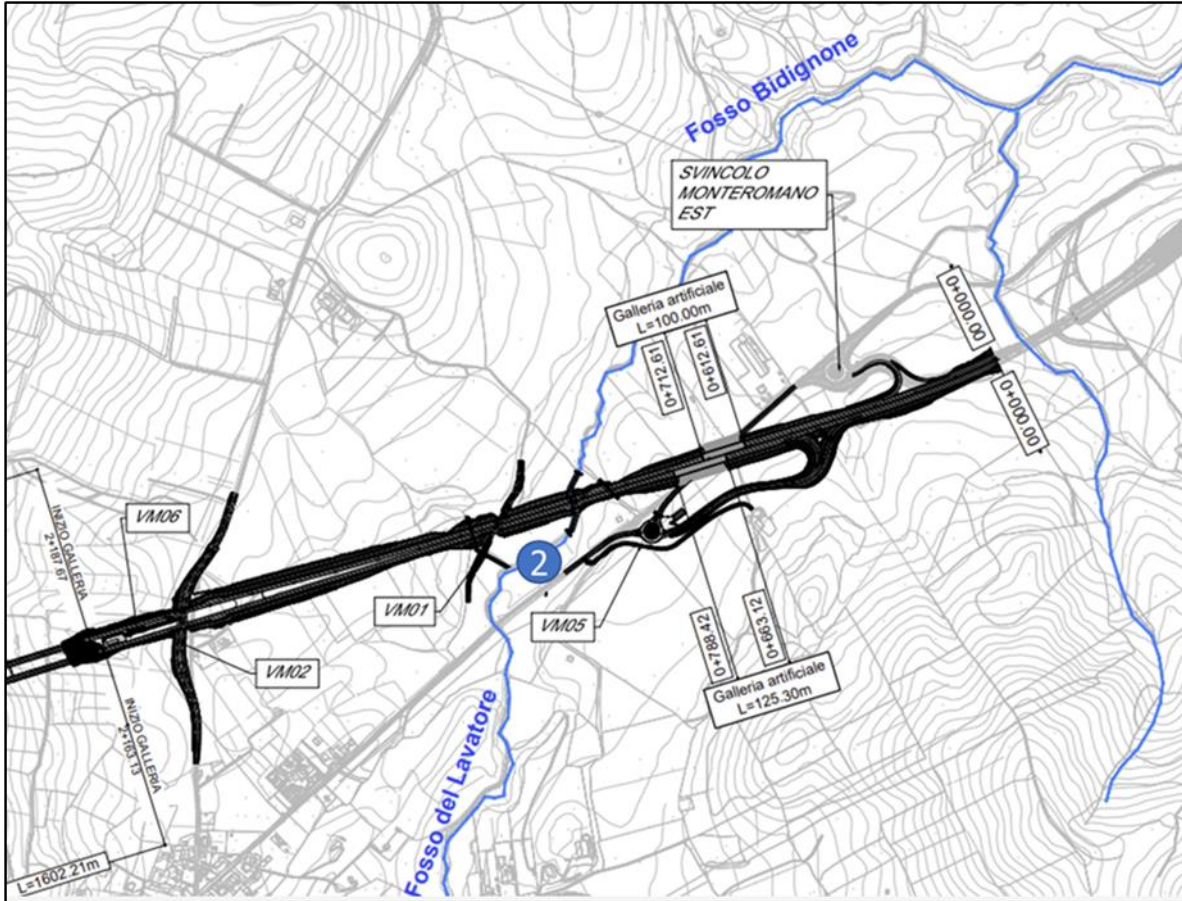 Fosso Bidignone
SVINCOLO
MONTEROMANO
EST
Galleria artificiale
L=100.00m
0+712.61
0+612.61
0+000.00
0+000.00
INIZIO GALLERIA
2+187.67
VM06
VM01
2
VM05
VM02
0+788.42
0+663.12
Galleria artificiale
L=125.30m
INIZIO GALLERIA
2+163.13
Fosso del Lavatore
L=1602.21m